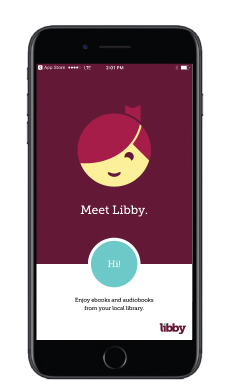 App Store LTE 2:01 PM
Meet Libby.
Hi!
Enjoy ebooks and audiobooks
from your local library.
libby